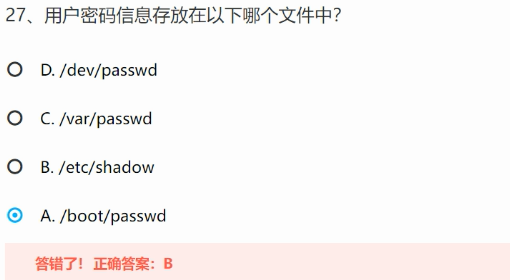 27、用户密码信息存放在以下哪个文件中？
D. /dev/passwd
C. /var/passwd
B. /etc/shadow
A. /boot/passwd
答错了！ 正确答案：B